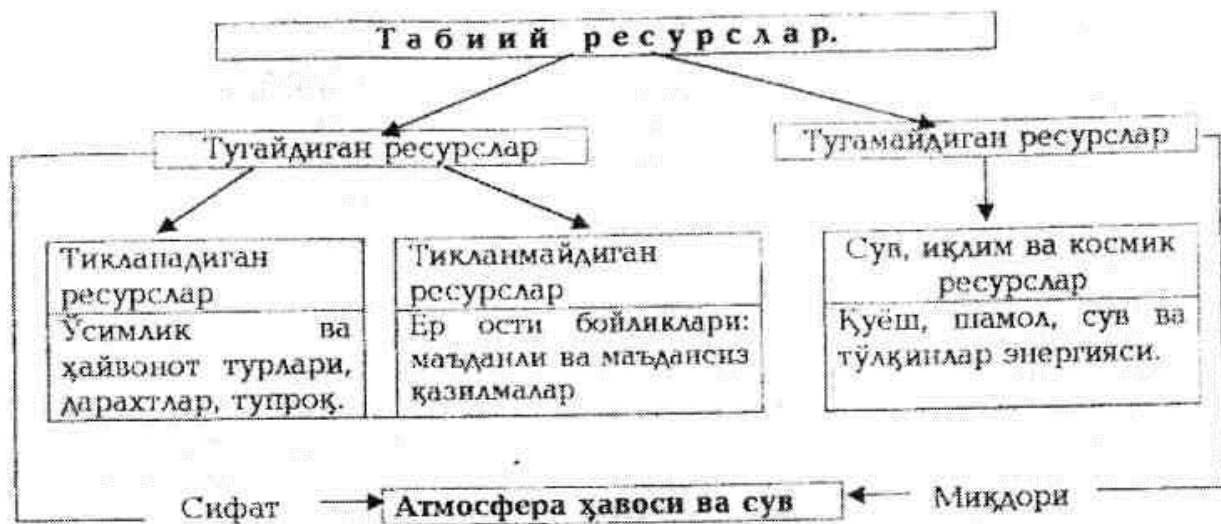 Табиий ресурслар.
Тугайдиган ресурслар
Тугамайдиган ресурслар
Тикланадиган
ресурслар
Ўсимлик ва
ҳайвонот турлари,
дарахтлар, тупроқ.
Тикланмайдиган
ресурслар
Ер ости бойликлари:
маъданли ва маъдансиз
қазилмалар
Сув, иқлим ва космик
ресурслар
Қуёш, шамол, сув ва
тўлқинлар энергияси.
Сифат
Атмосфера ҳавоси ва сув
Миқдори